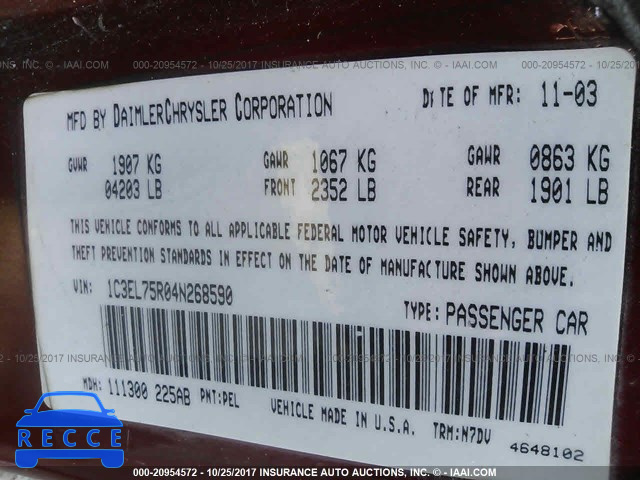 000-20954572 - 10/25/2017 INSURANCE AUTO AUCTIONS, CORP. - WWW.IAAI.COM
MFD BY DAIMLERCHRYSLER CORPORATION DATE OF MFR: 11-03
GVWR 1907 KG GAWR 1067 KG GAWR 0863 KG
04203 LB FRONT 2352 LB REAR 1901 LB
THIS VEHICLE CONFORMS TO ALL APPLICABLE FEDERAL MOTOR VEHICLE SAFETY, BUMPER AND
THEFT PREVENTION STANDARDS IN EFFECT ON THE DATE OF MANUFACTURE SHOWN ABOVE.
VIN: 1C3EL75R04N268590 TYPE: PASSENGER CAR
MDH: 111300 225AB PNT:PEL VEHICLE MADE IN U.S.A. TRM:N7DV 4648102
000-20954572 - 10/25/2017 INSURANCE AUTO AUCTIONS, CORP. - WWW.IAAI.COM